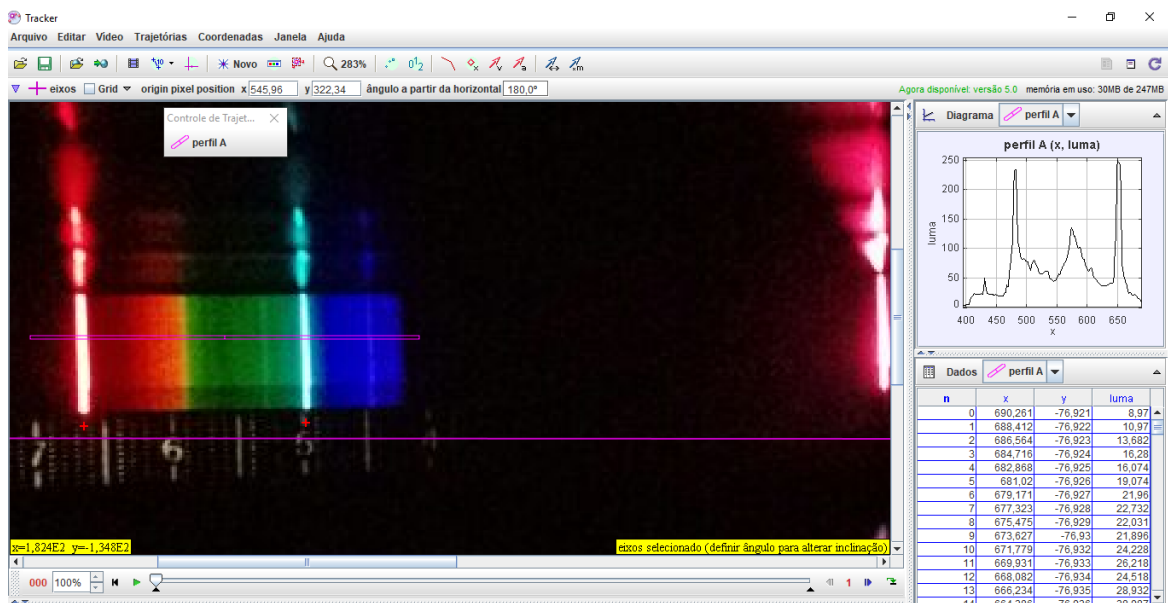 Tracker
Arquivo Editar Video Trajetórias Coordenadas Janela Ajuda
Novo 283%
eixos Grid origin pixel position x 545,96 y 322,34 ângulo a partir da horizontal 180,0° Agora disponível: versão 5.0 memória em uso: 30MB de 247MB
Controle de Trajet...
perfil A
7 6 5 4
x=1,824E2 y=-1,348E2 eixos selecionado (definir ângulo para alterar inclinação)
000 100% 1
Diagrama perfil A
perfil A (x, luma)
luma
250
200
150
100
50
0
400 450 500 550 600 650
x
Dados perfil A
n x y luma
0 690,261 -76,921 8,97
1 688,412 -76,922 10,97
2 686,564 -76,923 13,682
3 684,716 -76,924 16,28
4 682,868 -76,925 16,074
5 681,02 -76,926 19,074
6 679,171 -76,927 21,96
7 677,323 -76,928 22,732
8 675,475 -76,929 22,031
9 673,627 -76,93 21,896
10 671,779 -76,932 24,228
11 669,931 -76,933 26,218
12 668,082 -76,934 24,518
13 666,234 -76,935 28,932